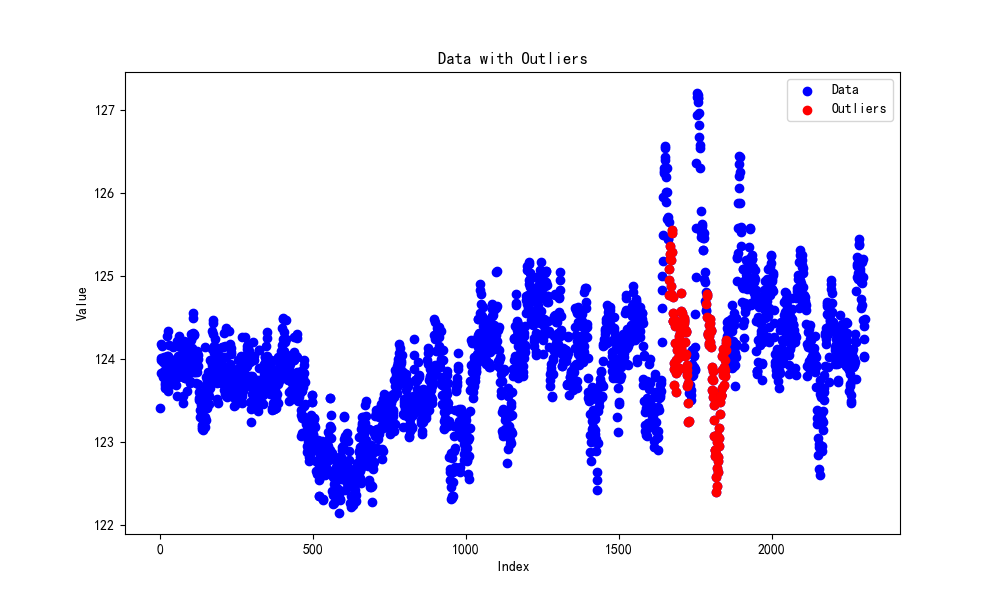 Data with Outliers
Data
Outliers
Value
127
126
125
124
123
122
0 500 1000 1500 2000
Index